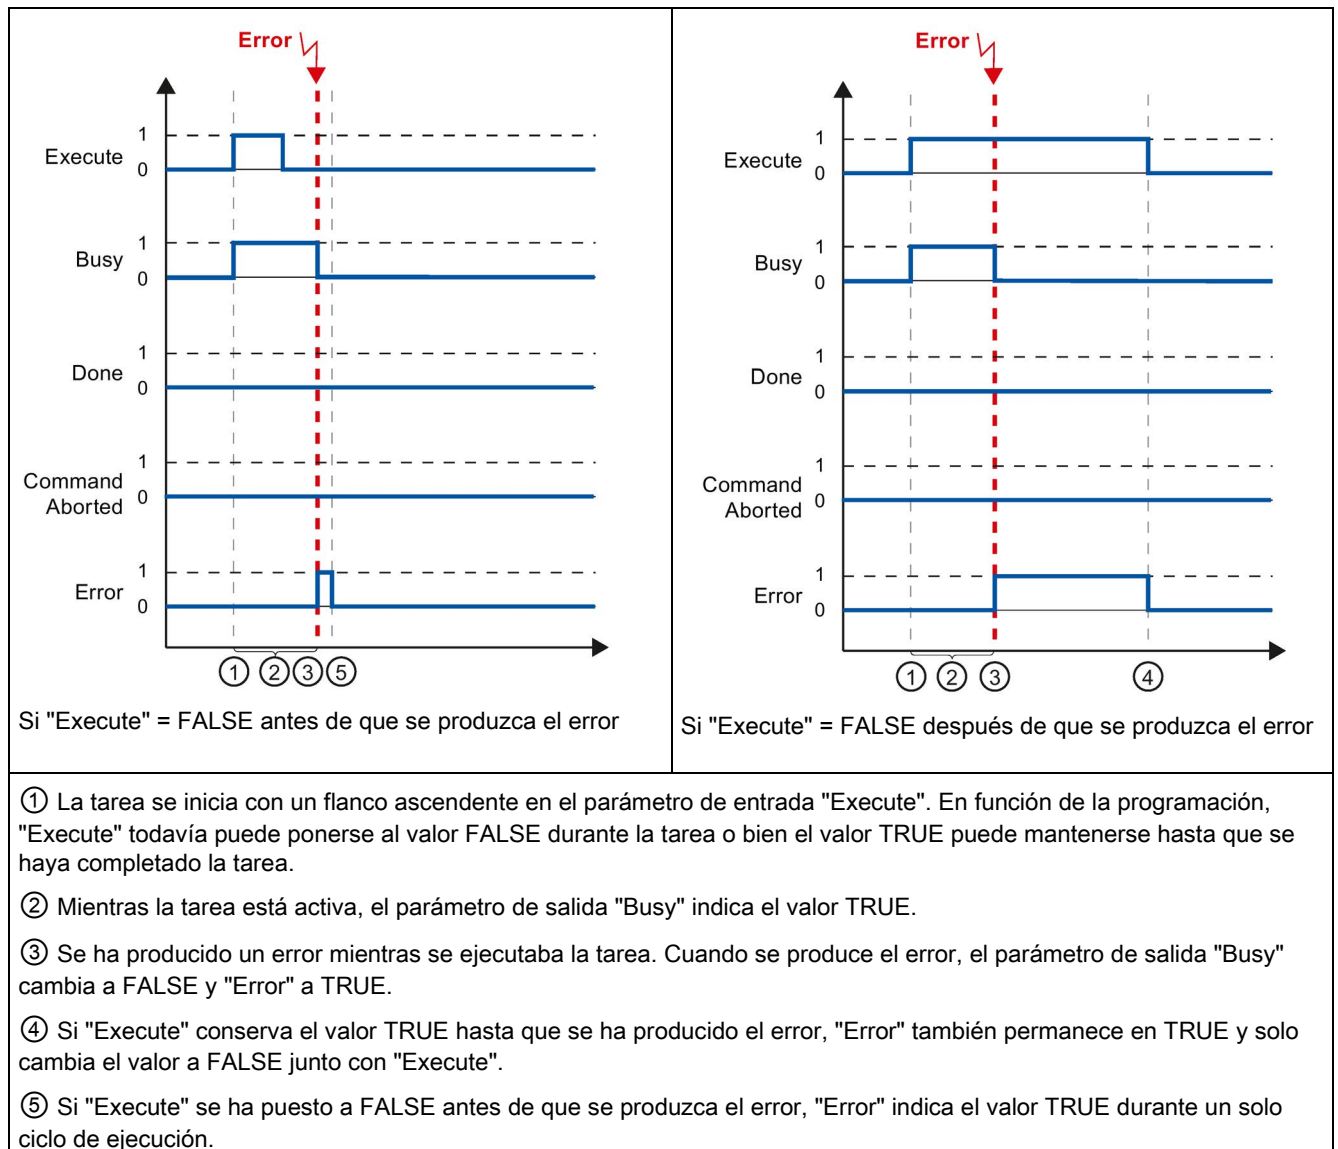 Error
1
Execute
0
1
Busy
0
1
Done
0
1
Command
Aborted
0
1
Error
0
① ② ③ ⑤
Si "Execute" = FALSE antes de que se produzca el error
Error
1
Execute
0
1
Busy
0
1
Done
0
1
Command
Aborted
0
1
Error
0
① ② ③ ④
Si "Execute" = FALSE después de que se produzca el error
① La tarea se inicia con un flanco ascendente en el parámetro de entrada "Execute". En función de la programación,
"Execute" todavía puede ponerse al valor FALSE durante la tarea o bien el valor TRUE puede mantenerse hasta que se
haya completado la tarea.
② Mientras la tarea está activa, el parámetro de salida "Busy" indica el valor TRUE.
③ Se ha producido un error mientras se ejecutaba la tarea. Cuando se produce el error, el parámetro de salida "Busy"
cambia a FALSE y "Error" a TRUE.
④ Si "Execute" conserva el valor TRUE hasta que se ha producido el error, "Error" también permanece en TRUE y solo
cambia el valor a FALSE junto con "Execute".
⑤ Si "Execute" se ha puesto a FALSE antes de que se produzca el error, "Error" indica el valor TRUE durante un solo
ciclo de ejecución.